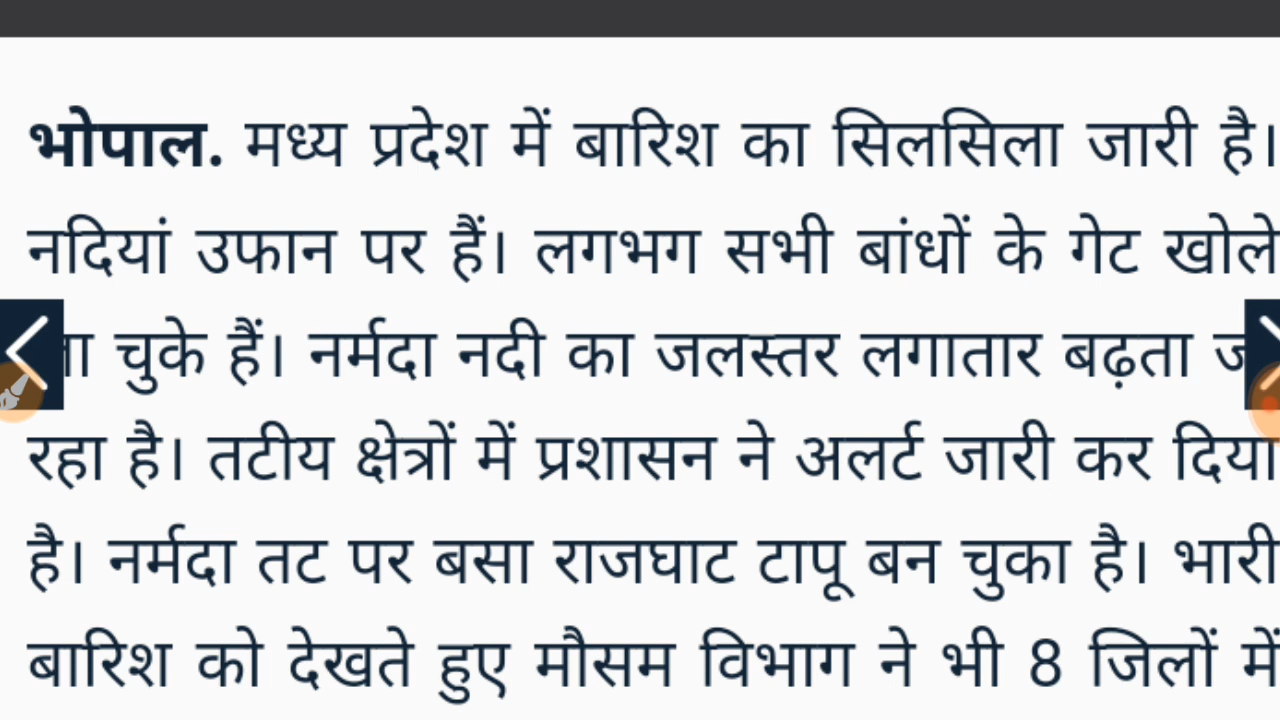 भोपाल. मध्य प्रदेश में बारिश का सिलसिला जारी है।
नदियां उफान पर हैं। लगभग सभी बांधों के गेट खोले
चुके हैं। नर्मदा नदी का जलस्तर लगातार बढ़ता
रहा है। तटीय क्षेत्रों में प्रशासन ने अलर्ट जारी कर दिया
है। नर्मदा तट पर बसा राजघाट टापू बन चुका है। भारी
बारिश को देखते हुए मौसम विभाग ने भी 8 जिलों में